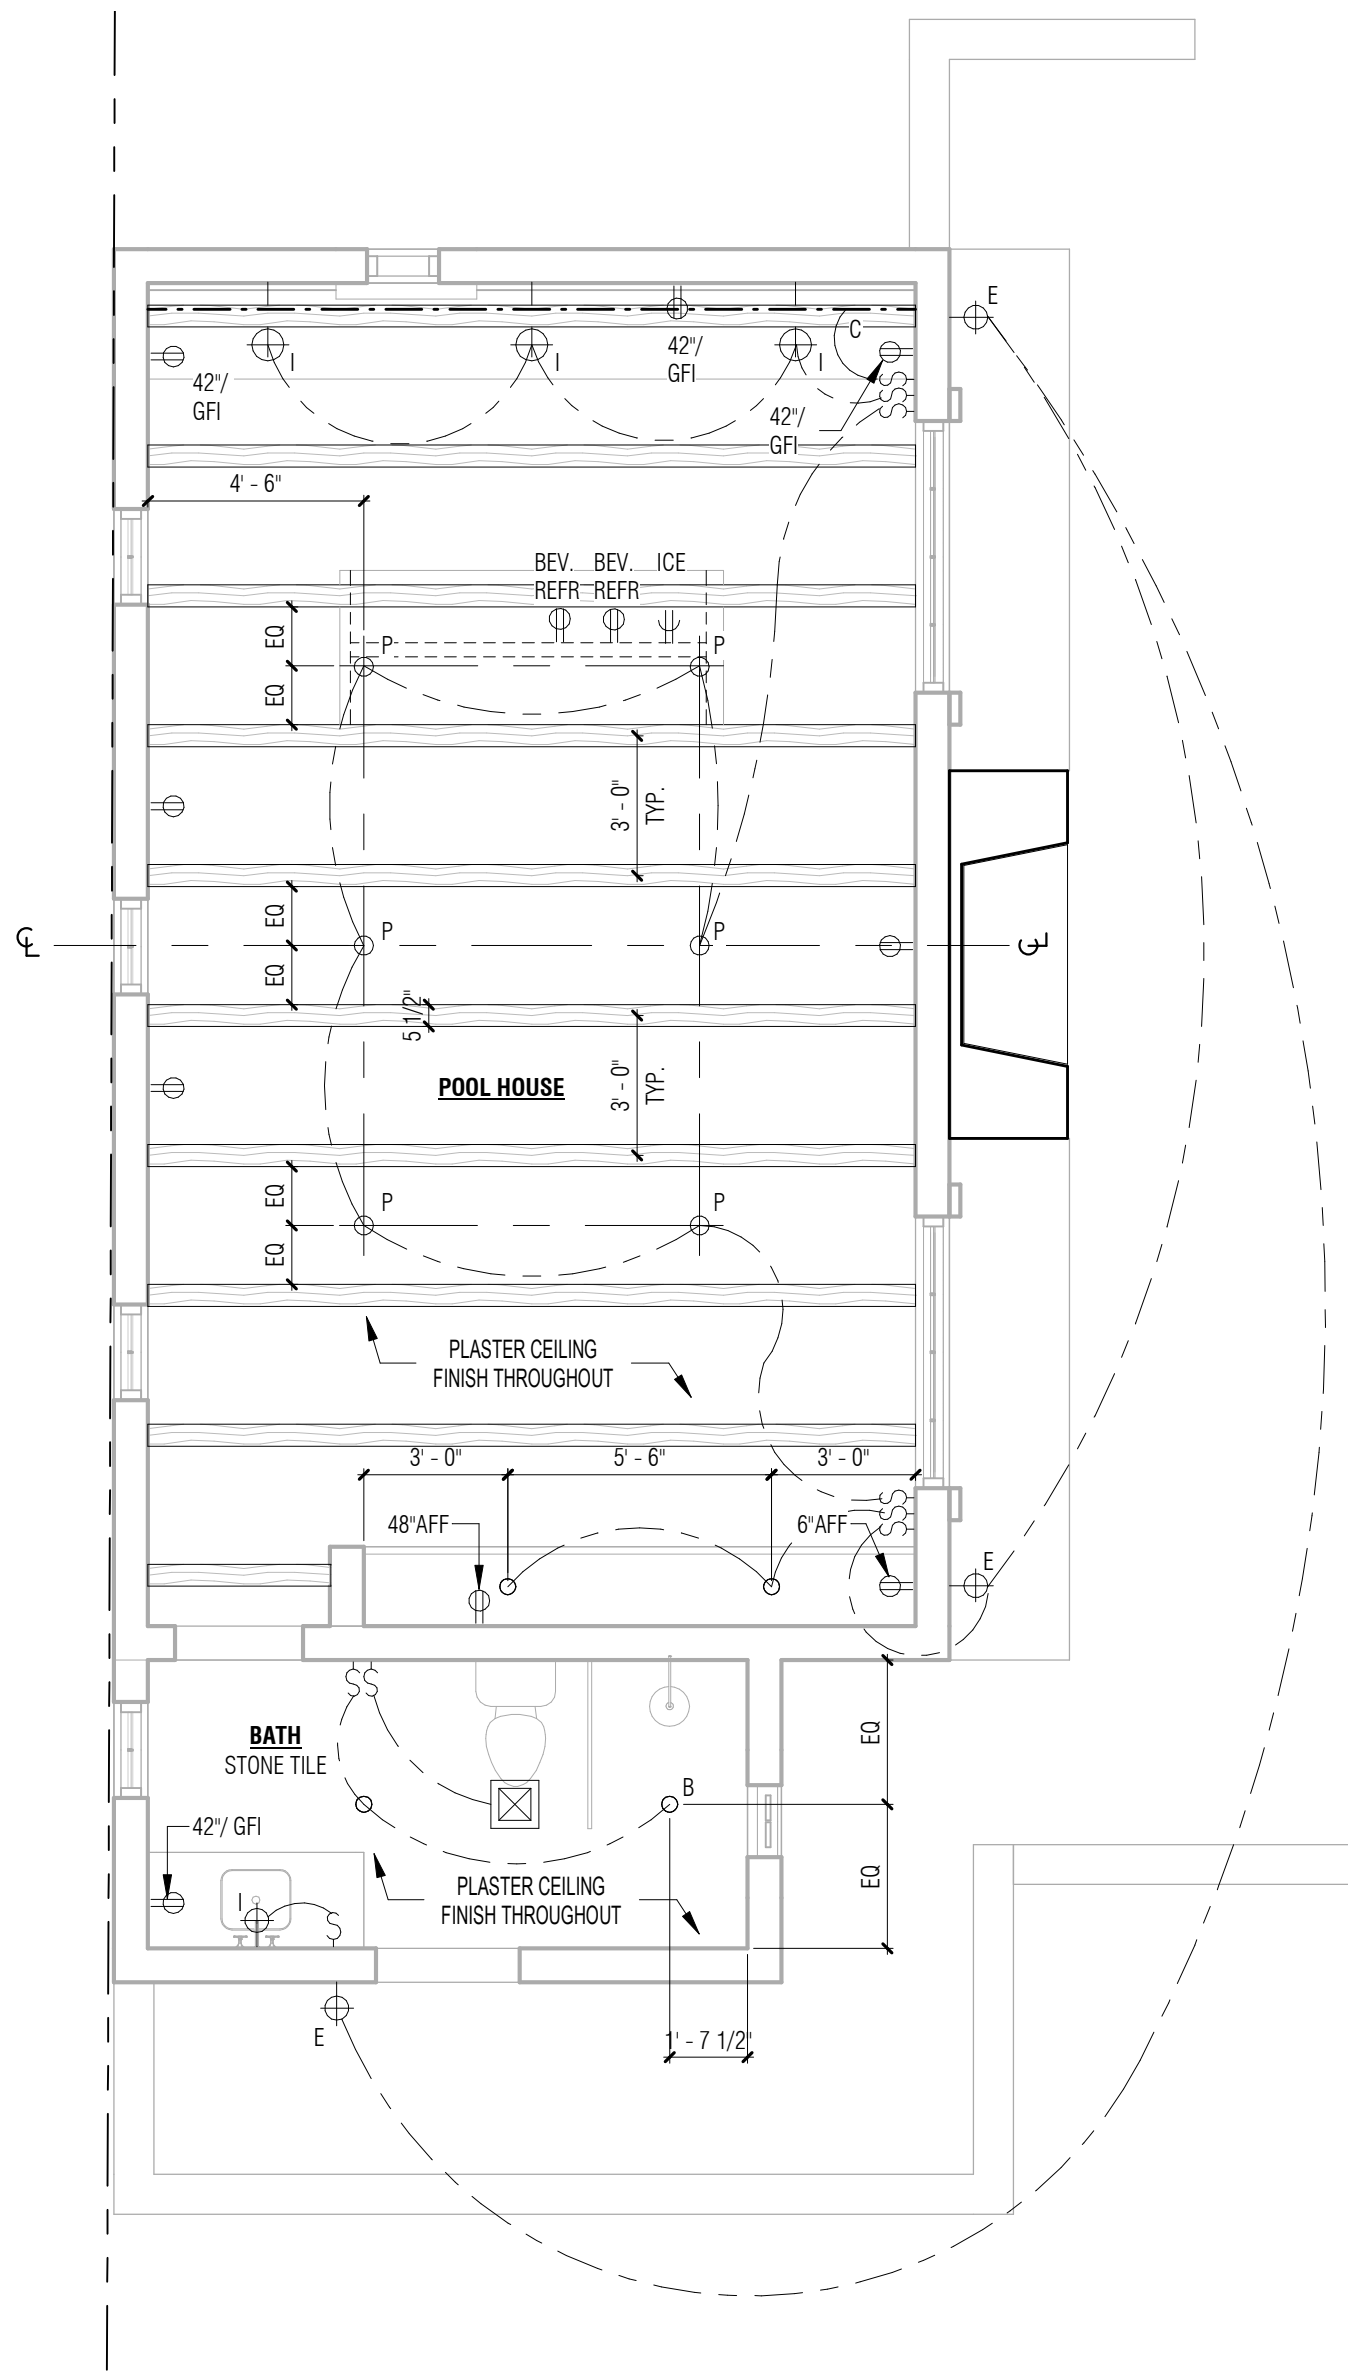 E
C
I
I
I
42"/
GFI
42"/
GFI
42"/
GFI
4' - 6"
BEV.
REFR
BEV.
REFR
ICE
EQ
P
P
EQ
3' - 0"
TYP.
EQ
P
P
℄
℄
EQ
5 1/2"
3' - 0"
TYP.
POOL HOUSE
EQ
P
P
EQ
PLASTER CEILING
FINISH THROUGHOUT
3' - 0"
5' - 6"
3' - 0"
48"AFF
6"AFF
E
BATH
STONE TILE
EQ
B
42"/ GFI
EQ
PLASTER CEILING
FINISH THROUGHOUT
I
E
1' - 7 1/2"